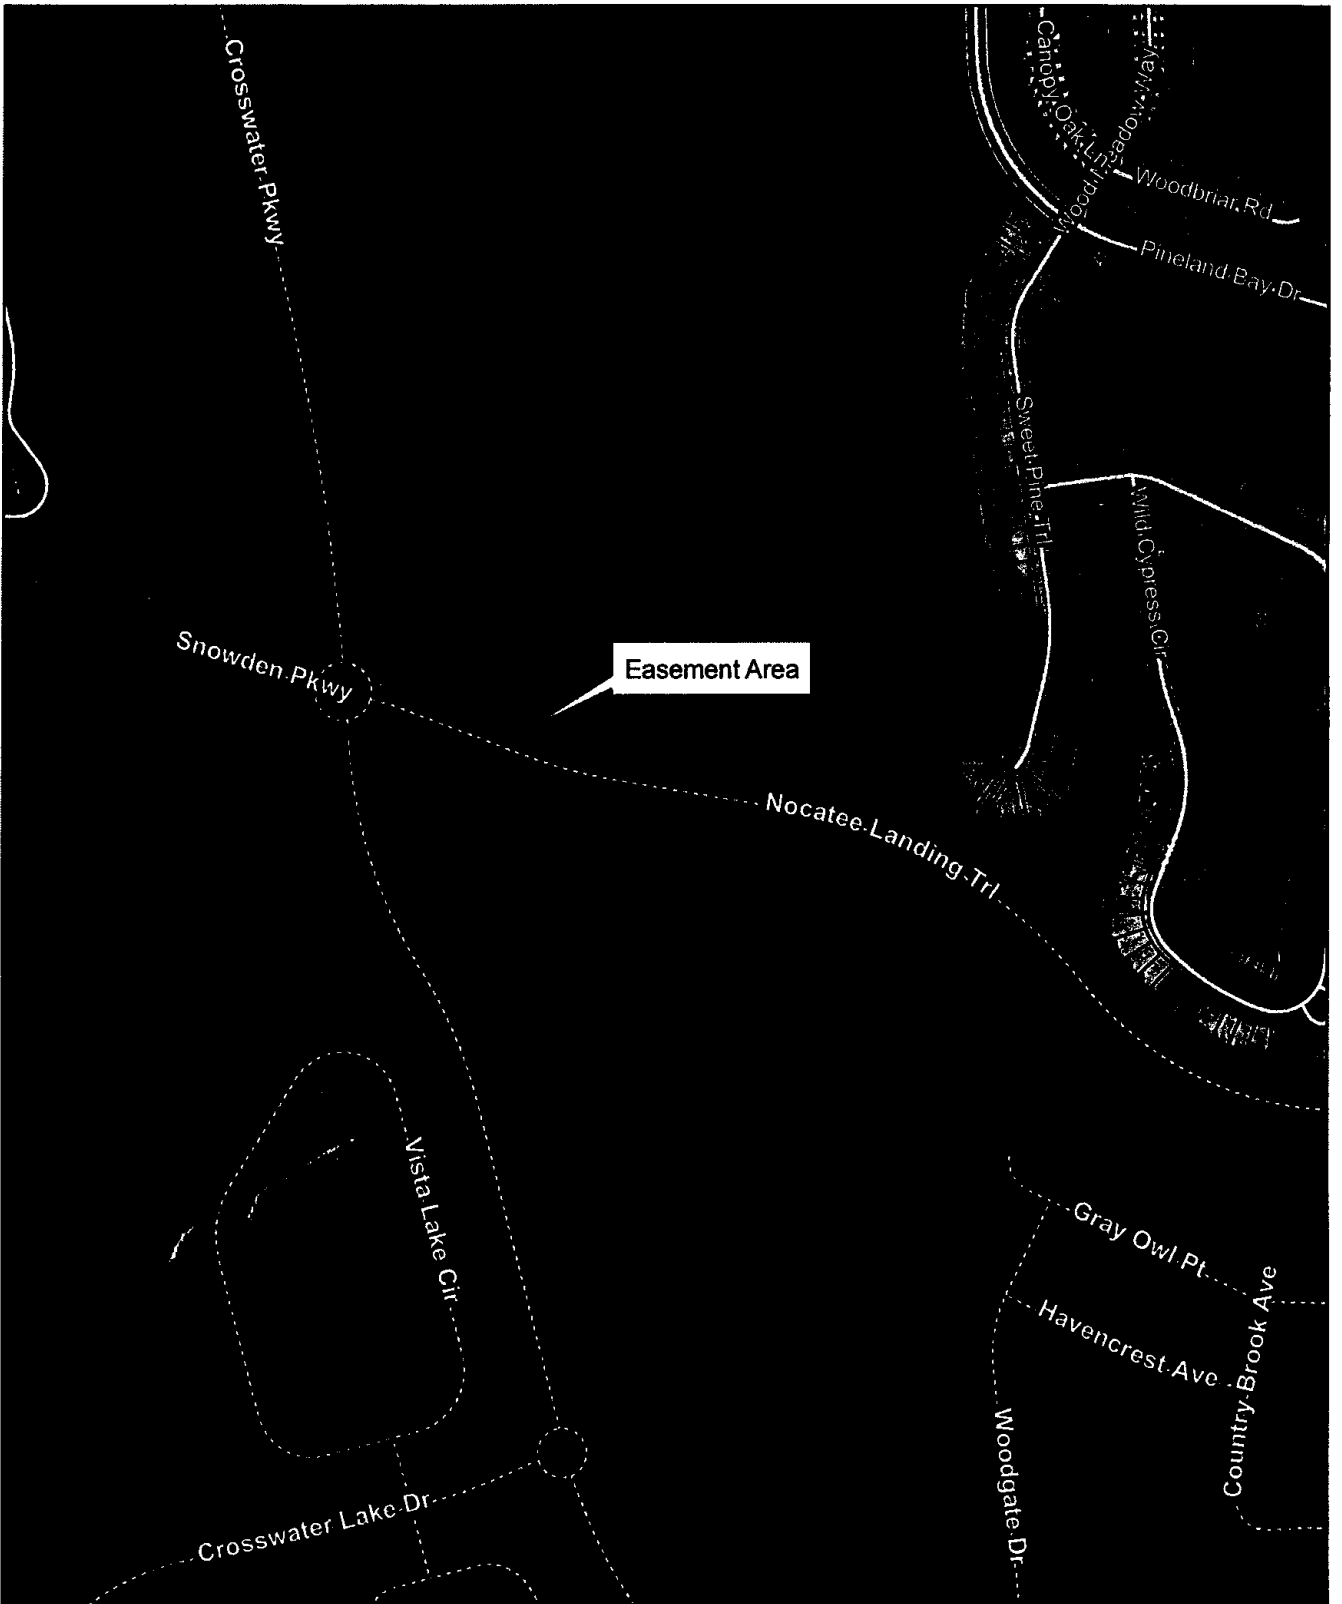 Crosswater Pkwy
Canopy Oak Ln
Wood Meadow Way
Woodbriar Rd
Pineland Bay Dr
Sweet Pine Trl
Wild Cypress Cir
Snowden Pkwy
Easement Area
Nocatee Landing Trl
Vista Lake Cir
Gray Owl Pt
Havencrest Ave
Country Brook Ave
Woodgate Dr
Crosswater Lake Dr